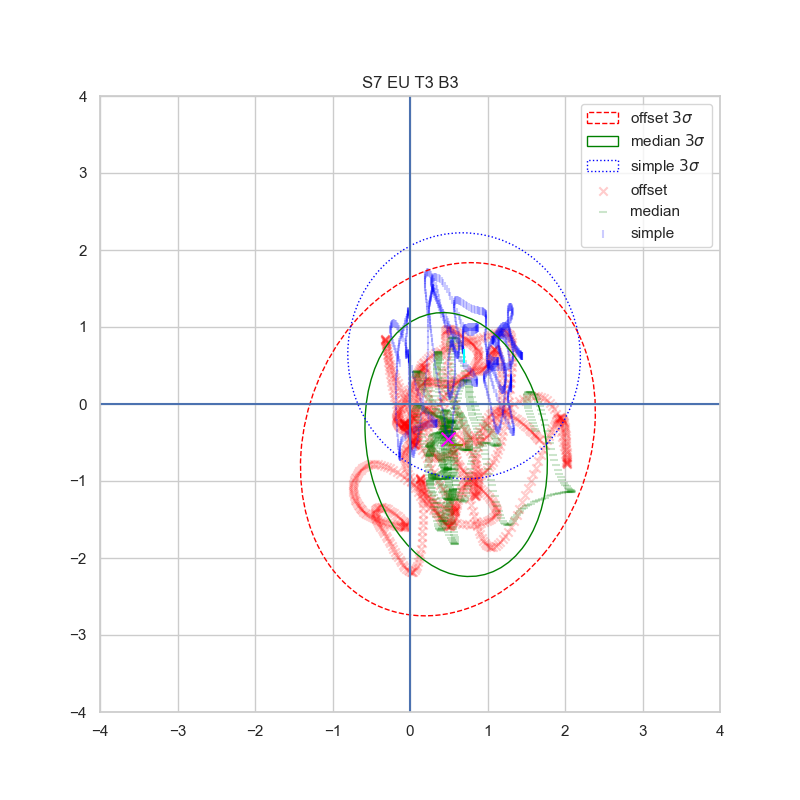 S7 EU T3 B3
offset 3σ
median 3σ
simple 3σ
offset
median
simple
4
3
2
1
0
−1
−2
−3
−4
−4 −3 −2 −1 0 1 2 3 4